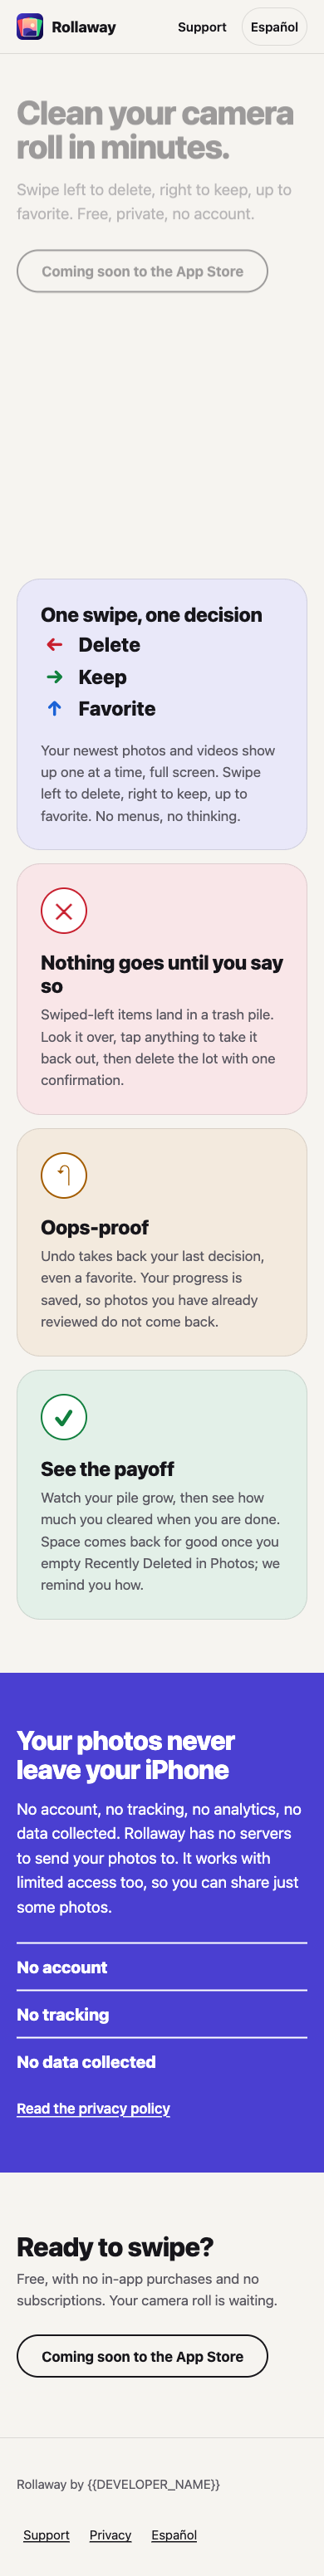 Rollaway
Support
Español
Clean your camera
roll in minutes.
Swipe left to delete, right to keep, up to
favorite. Free, private, no account.
Coming soon to the App Store
One swipe, one decision
Delete
Keep
Favorite
Your newest photos and videos show
up one at a time, full screen. Swipe
left to delete, right to keep, up to
favorite. No menus, no thinking.
Nothing goes until you say
so
Swiped-left items land in a trash pile.
Look it over, tap anything to take it
back out, then delete the lot with one
confirmation.
Oops-proof
Undo takes back your last decision,
even a favorite. Your progress is
saved, so photos you have already
reviewed do not come back.
See the payoff
Watch your pile grow, then see how
much you cleared when you are done.
Space comes back for good once you
empty Recently Deleted in Photos; we
remind you how.
Your photos never
leave your iPhone
No account, no tracking, no analytics, no
data collected. Rollaway has no servers
to send your photos to. It works with
limited access too, so you can share just
some photos.
No account
No tracking
No data collected
Read the privacy policy
Ready to swipe?
Free, with no in-app purchases and no
subscriptions. Your camera roll is waiting.
Coming soon to the App Store
Rollaway by {{DEVELOPER_NAME}}
Support
Privacy
Español